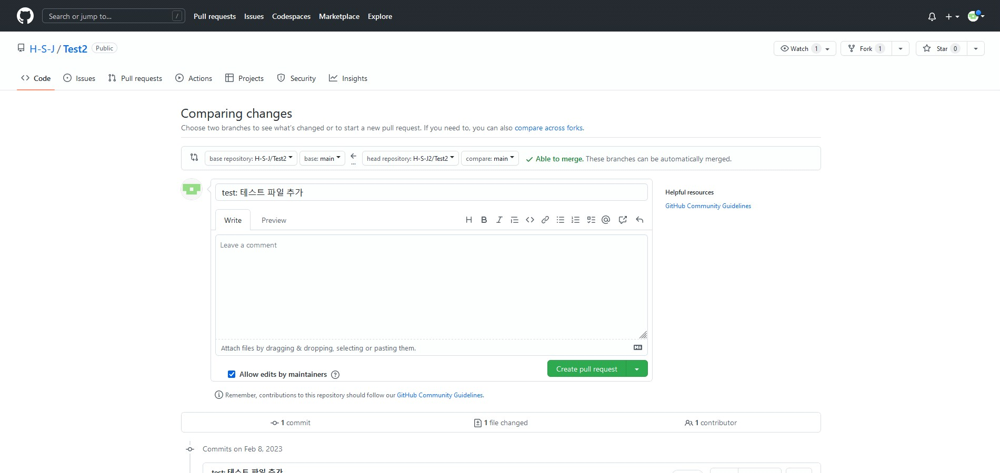 Search or jump to... / Pull requests Issues Codespaces Marketplace Explore
H-S-J / Test2 Public Watch 1 Fork 1 Star 0
Code Issues Pull requests Actions Projects Security Insights
Comparing changes
Choose two branches to see what's changed or to start a new pull request. If you need to, you can also compare across forks.
base repository: H-S-J/Test2 base: main ... head repository: H-S-J2/Test2 compare: main Able to merge. These branches can be automatically merged.
test: 테스트 파일 추가
Helpful resources
GitHub Community Guidelines
Write Preview
Leave a comment
Attach files by dragging & dropping, selecting or pasting them.
Allow edits by maintainers
Create pull request
Remember, contributions to this repository should follow our GitHub Community Guidelines.
1 commit 1 file changed 1 contributor
Commits on Feb 8, 2023
test: 테스트 파일 추가